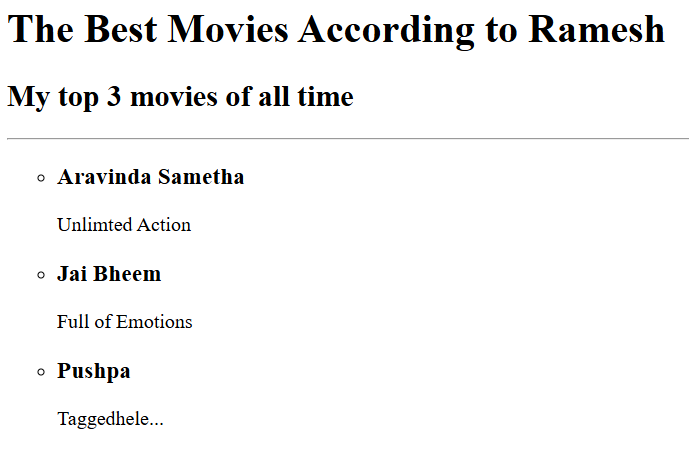 The Best Movies According to Ramesh
My top 3 movies of all time
Aravinda Sametha
Unlimted Action
Jai Bheem
Full of Emotions
Pushpa
Taggedhele...